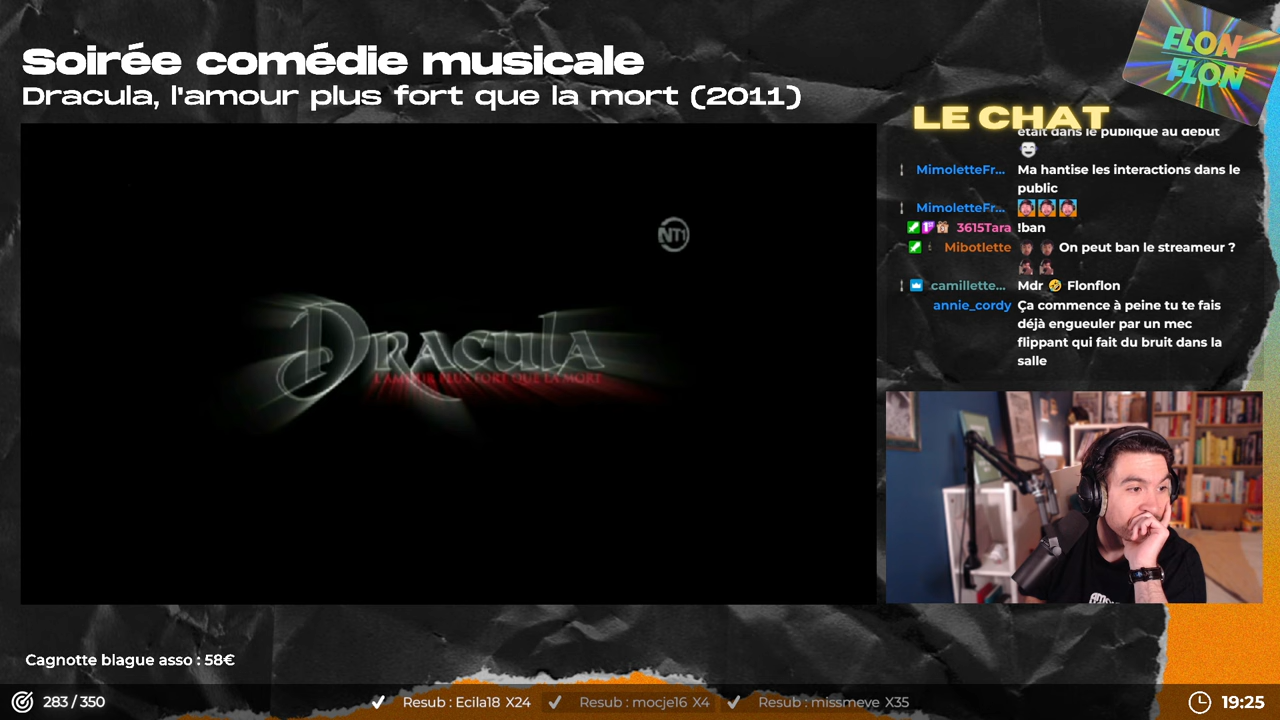 Soirée comédie musicale
Dracula, l'amour plus fort que la mort (2011)
FLON
FLON
LE CHAT
était dans le publique au début
MimoletteFr... Ma hantise les interactions dans le
public
MimoletteFr...
3615Tara !ban
Mibotlette On peut ban le streameur ?
camillette... Mdr 🤣 Flonflon
annie_cordy Ça commence à peine tu te fais
déjà engueuler par un mec
flippant qui fait du bruit dans la
salle
NT1
DRACULA
L'AMOUR PLUS FORT QUE LA MORT
Cagnotte blague asso : 58€
283 / 350
Resub : Ecila18 X24
Resub : mocje16 X4
Resub : missmeve X35
19:25